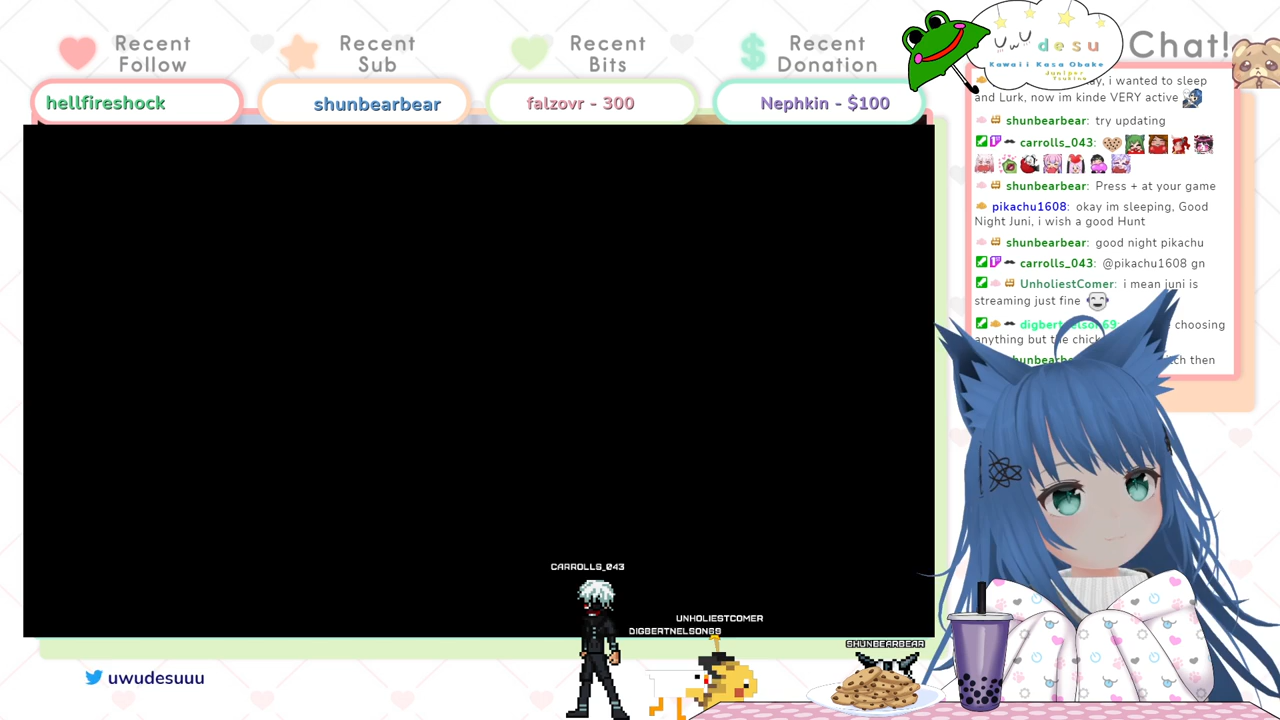 Recent
Follow
hellfireshock
Recent
Sub
shunbearbear
Recent
Bits
falzovr - 300
Recent
Donation
Nephkin - $100
UwU desu
Kawaii Kasa Obake
Juniper
Tsukino
Chat!
i wanted to sleep
and Lurk, now im kinde VERY active
shunbearbear: try updating
carrolls_043:
shunbearbear: Press + at your game
pikachu1608: okay im sleeping, Good
Night Juni, i wish a good Hunt
shunbearbear: good night pikachu
carrolls_043: @pikachu1608 gn
UnholiestComer: i mean juni is
streaming just fine
choosing
anything but the
then
CARROLLS_043
UNHOLIESTCOMER
DIGBERTNELSON69
SHUNBEARBEAR
uwudesuuu